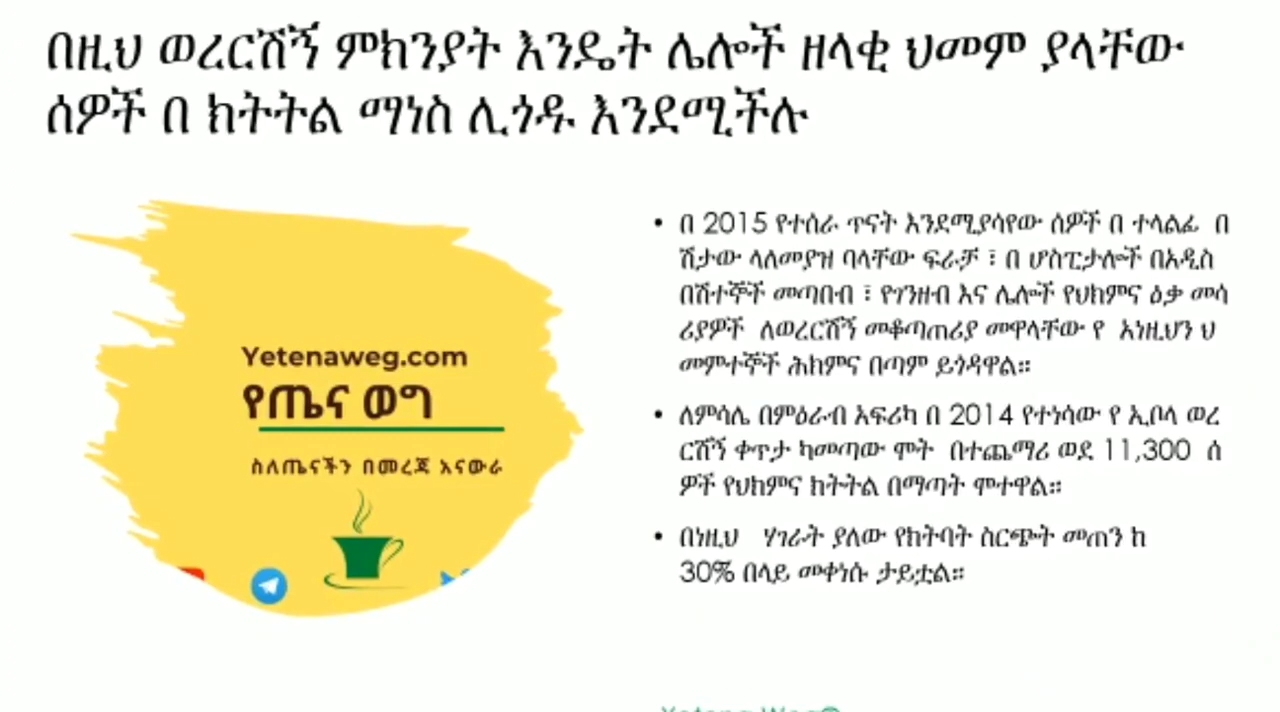 በዚህ ወረርሽኝ ምክንያት እንዴት ሌሎች ዘላቂ ህመም ያላቸው
ሰዎች በ ክትትል ማነስ ሊጎዱ እንደሚችሉ
Yetenaweg.com
የጤና ወግ
ስለጤናችን በመረጃ እናውራ
• በ 2015 የተሰራ ጥናት እንደሚያሳየው ሰዎች በ ተላልፊ በ
ሽታው ላለመያዝ ባላቸው ፍራቻ ፣ በ ሆስፒታሎች በአዲስ
በሽተኞች መጣበብ ፣ የገንዘብ እና ሌሎች የህክምና ዕቃ መሳ
ሪያዎች ለወረርሽኝ መቆጣጠሪያ መዋላቸው የ እነዚህን ህ
መምተኞች ሕክምና በጣም ይጎዳዋል።
• ለምሳሌ በምዕራብ አፍሪካ በ 2014 የተነሳው የ ኢቦላ ወረ
ርሽኝ ቀጥታ ካመጣው ሞት በተጨማሪ ወደ 11,300 ሰ
ዎች የህክምና ክትትል በማጣት ሞተዋል።
• በነዚህ ሃገራት ያለው የክትባት ስርጭት መጠን ከ
30% በላይ መቀነሱ ታይቷል።